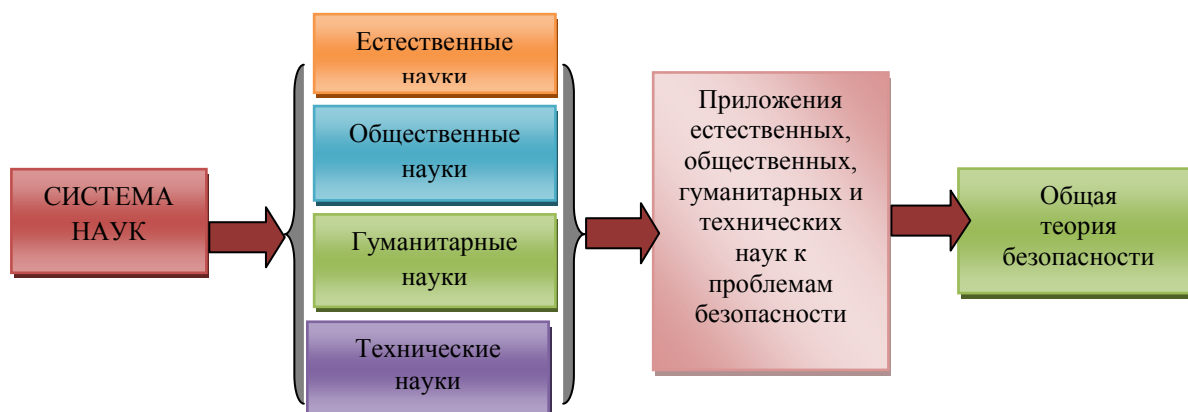 СИСТЕМА
НАУК
Естественные
науки
Общественные
науки
Гуманитарные
науки
Технические
науки
Приложения
естественных,
общественных,
гуманитарных и
технических
наук к
проблемам
безопасности
Общая
теория
безопасности